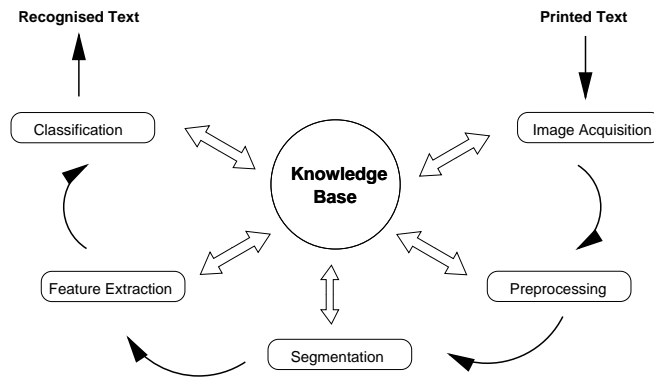 Recognised Text
Printed Text
Classification
Image Acquisition
Knowledge
Base
Feature Extraction
Preprocessing
Segmentation